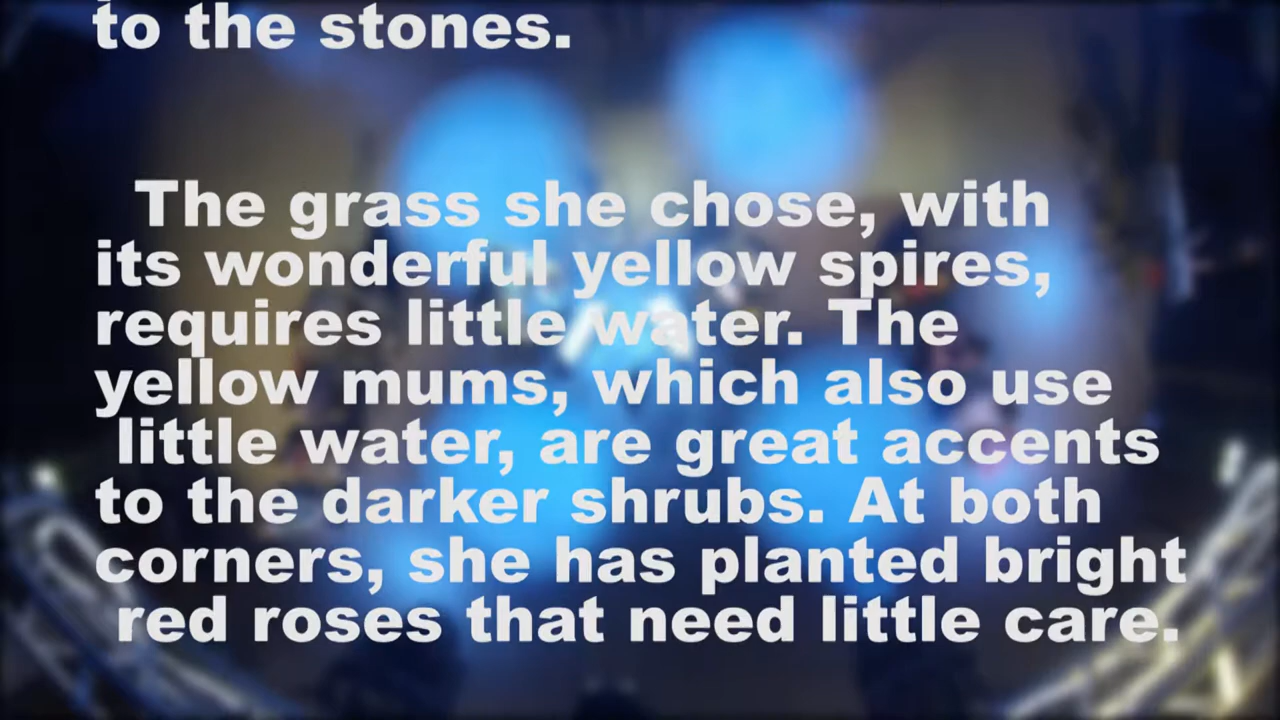 to the stones.
The grass she chose, with
its wonderful yellow spires,
requires little water. The
yellow mums, which also use
little water, are great accents
to the darker shrubs. At both
corners, she has planted bright
red roses that need little care.